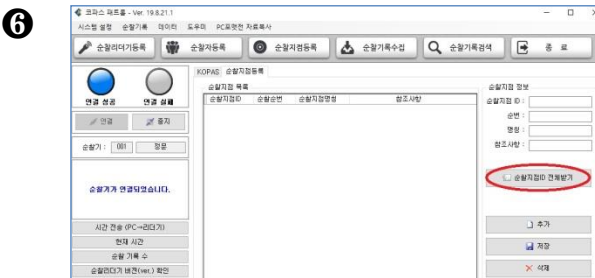 ❻
코파스 패트롤 - Ver. 19.8.21.1
시스템 설정 순찰기록 데이터 도우미 PC포맷전 자료복사
순찰리더기등록 순찰자등록 순찰지점등록 순찰기록수집 순찰기록검색 종 료
연결 성공 연결 실패
연결 중지
순찰기 : 001 정문
순찰기가 연결되었습니다.
시간 전송 (PC→리더기)
현재 시간
순찰 기록 수
순찰리더기 버젼(ver.) 확인
KOPAS 순찰지점등록
순찰지점 목록
순찰지점ID 순찰순번 순찰지점명칭 참조사항
순찰지점 정보
순찰지점 ID :
순번 :
명칭 :
참조사항 :
순찰지점ID 전체받기
추가
저장
삭제